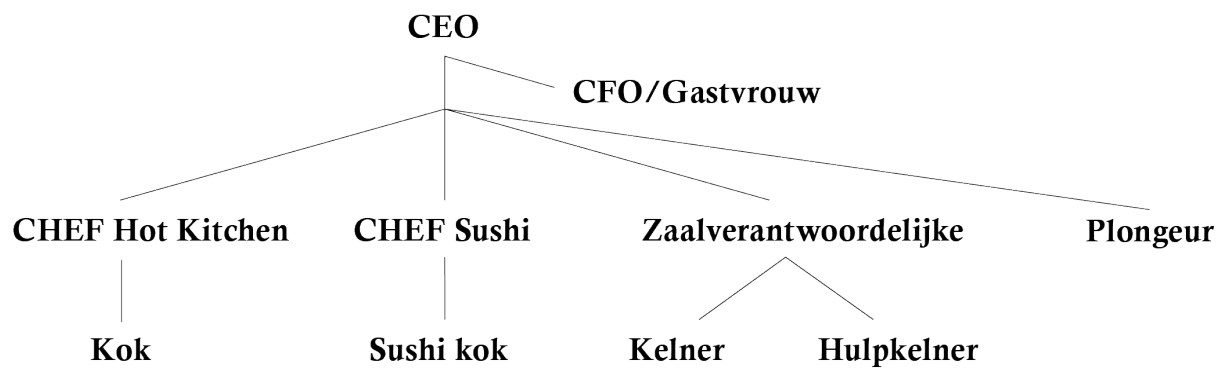 CEO
CFO/Gastvrouw
CHEF Hot Kitchen
CHEF Sushi
Zaalverantwoordelijke
Plongeur
Kok
Sushi kok
Kelner
Hulpkelner